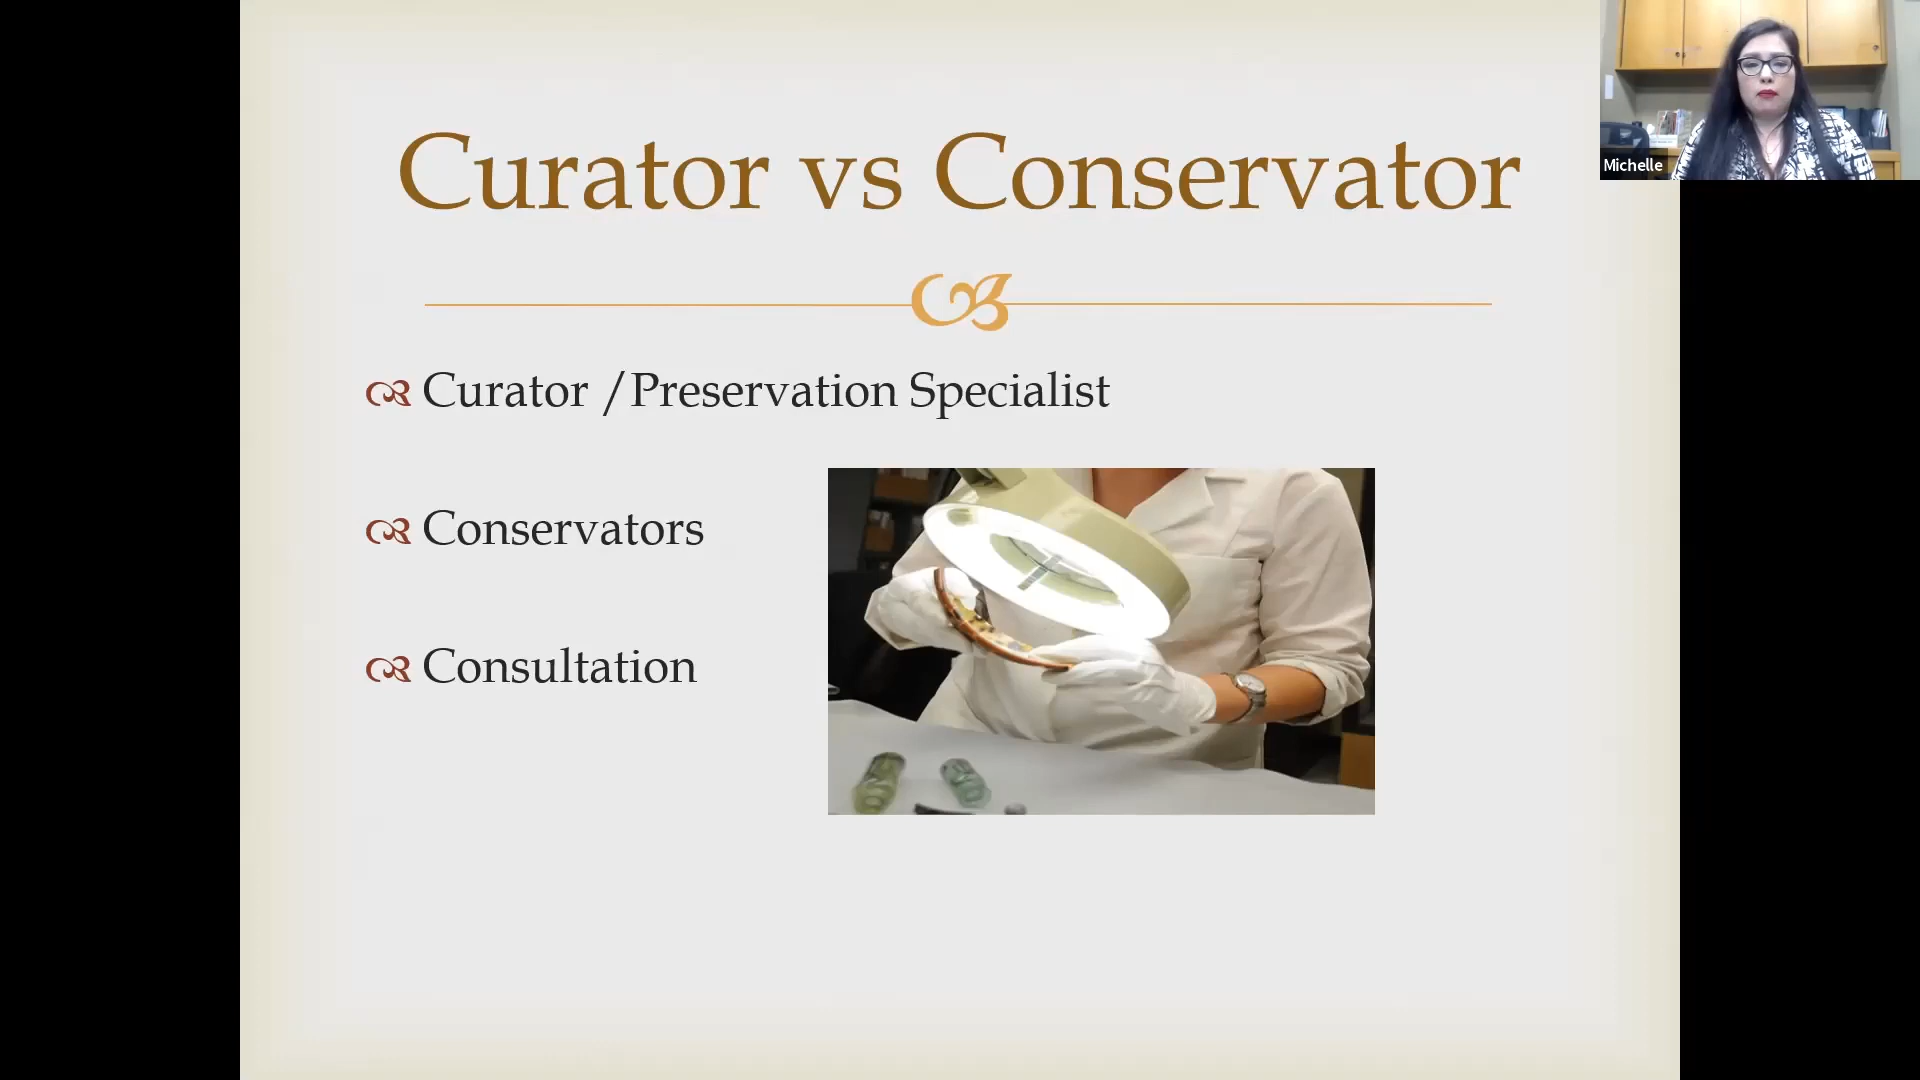 Curator vs Conservator
Curator /Preservation Specialist
Conservators
Consultation
Michelle